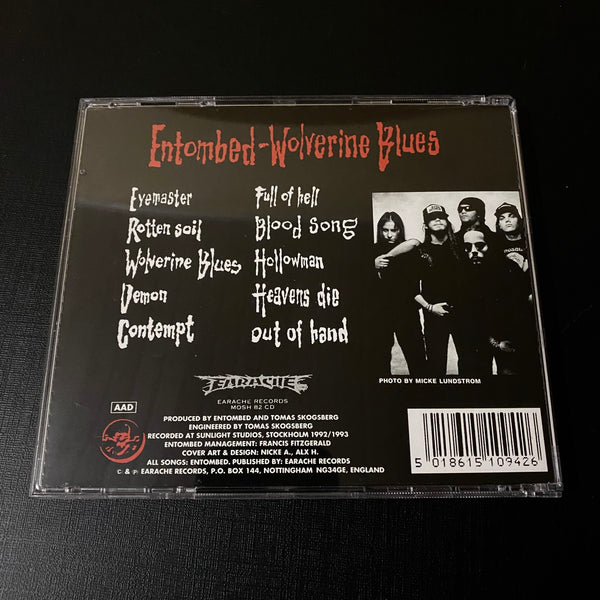 Entombed-Wolverine Blues
Eyemaster
Rotten soil
Wolverine Blues
Demon
Contempt
Full of hell
Blood song
Hollowman
Heavens die
out of hand
PHOTO BY MICKE LUNDSTROM
EARACHE
EARACHE RECORDS
MOSH 82 CD
AAD
PRODUCED BY ENTOMBED AND TOMAS SKOGSBERG
ENGINEERED BY TOMAS SKOGSBERG
RECORDED AT SUNLIGHT STUDIOS, STOCKHOLM 1992/1993
ENTOMBED MANAGEMENT: FRANCIS FITZGERALD
COVER ART & DESIGN: NICKE A., ALX H.
ALL SONGS: ENTOMBED. PUBLISHED BY: EARACHE RECORDS
© & ℗ EARACHE RECORDS, P.O. BOX 144, NOTTINGHAM NG34GE, ENGLAND
5 018615 109426